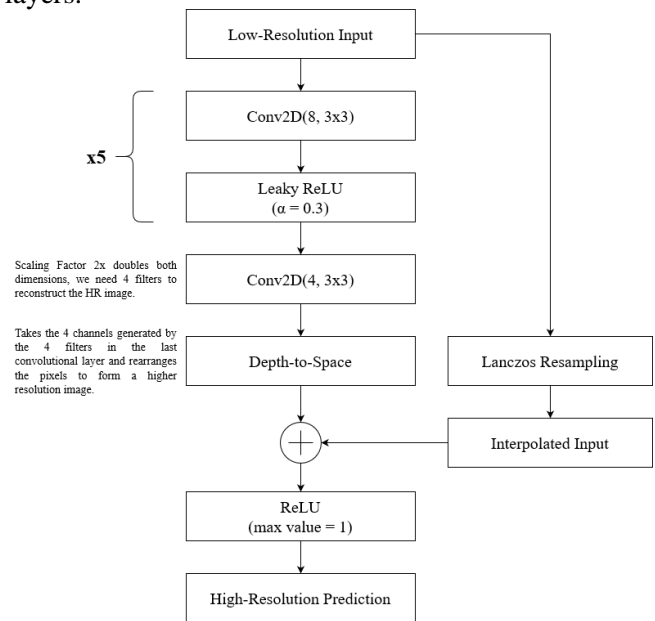 layers.
Low-Resolution Input
Conv2D(8, 3x3)
x5
Leaky ReLU
(α = 0.3)
Scaling Factor 2x doubles both
dimensions, we need 4 filters to
reconstruct the HR image.
Conv2D(4, 3x3)
Takes the 4 channels generated by
the 4 filters in the last
convolutional layer and rearranges
the pixels to form a higher
resolution image.
Depth-to-Space
Lanczos Resampling
Interpolated Input
ReLU
(max value = 1)
High-Resolution Prediction